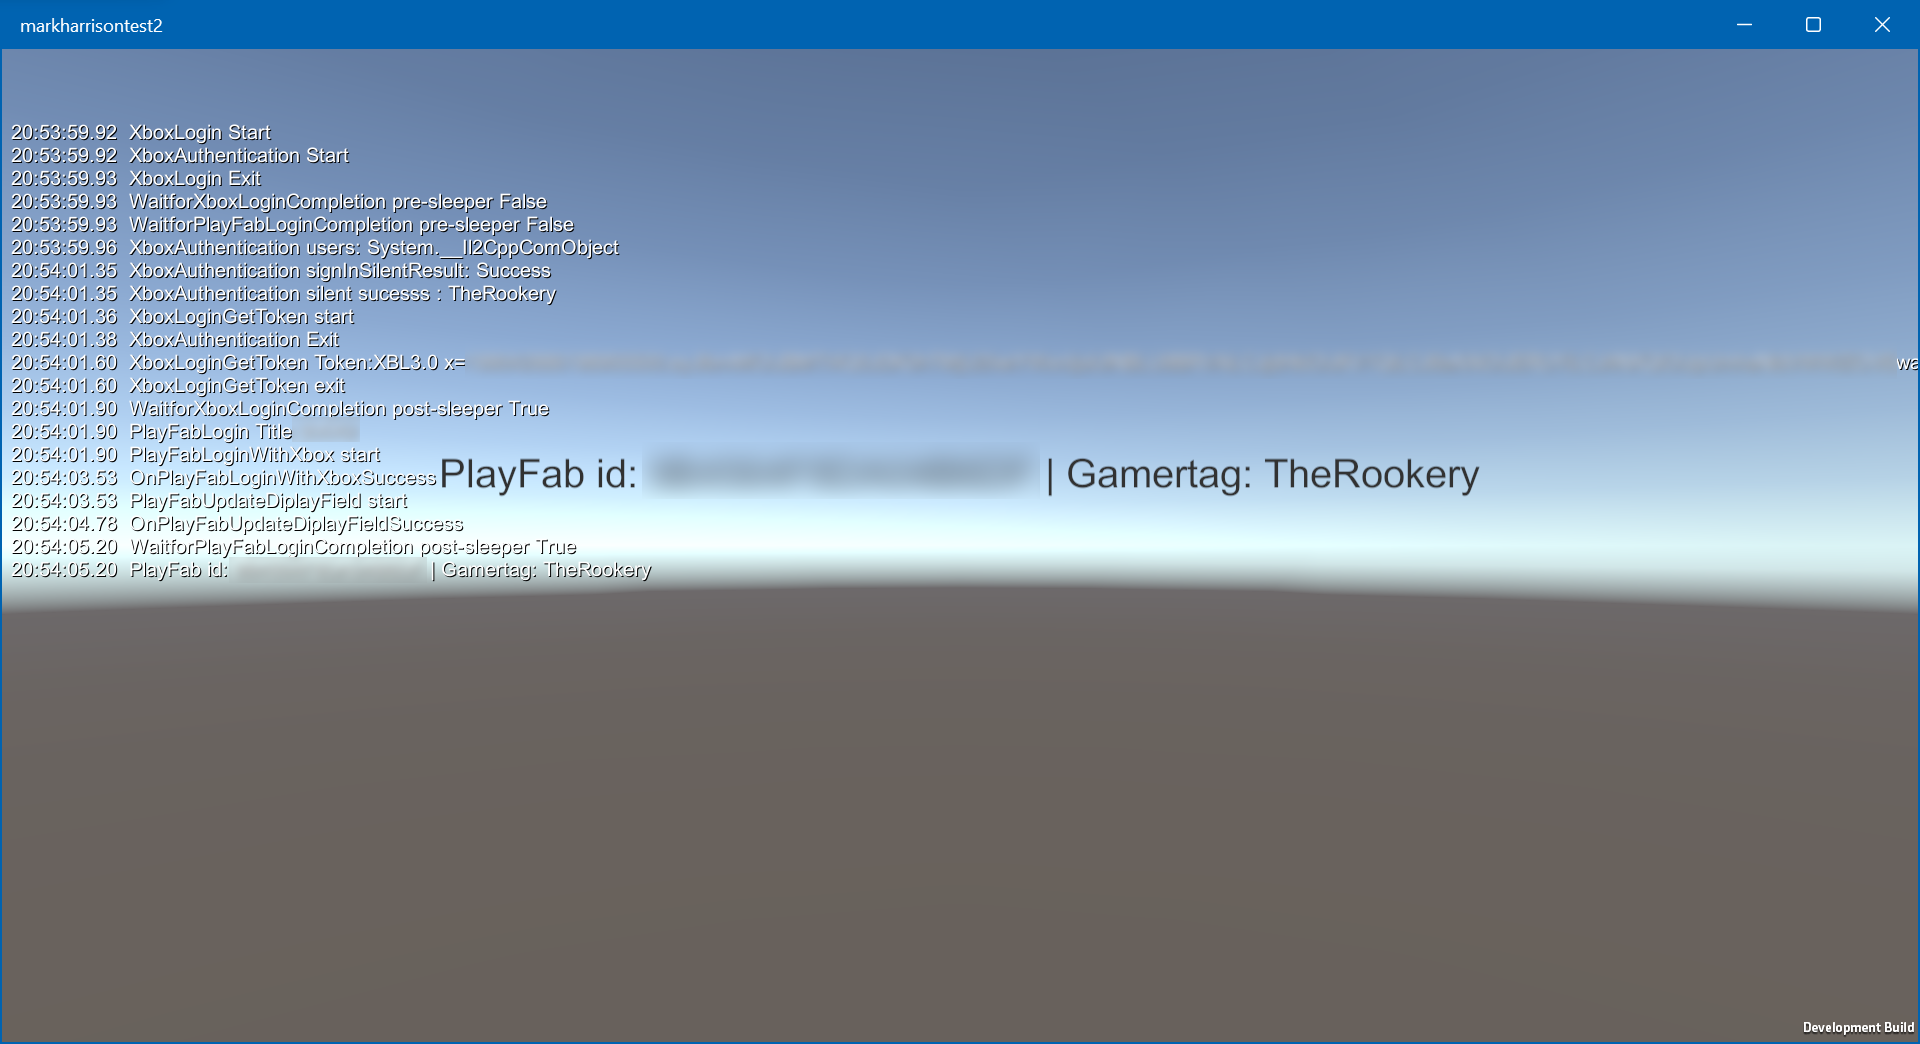 markharrisontest2
20:53:59.92 XboxLogin Start
20:53:59.92 XboxAuthentication Start
20:53:59.93 XboxLogin Exit
20:53:59.93 WaitforXboxLoginCompletion pre-sleeper False
20:53:59.93 WaitforPlayFabLoginCompletion pre-sleeper False
20:53:59.96 XboxAuthentication users: System.__Il2CppComObject
20:54:01.35 XboxAuthentication signInSilentResult: Success
20:54:01.35 XboxAuthentication silent sucesss : TheRookery
20:54:01.36 XboxLoginGetToken start
20:54:01.38 XboxAuthentication Exit
20:54:01.60 XboxLoginGetToken Token:XBL3.0 x= wa
20:54:01.60 XboxLoginGetToken exit
20:54:01.90 WaitforXboxLoginCompletion post-sleeper True
20:54:01.90 PlayFabLogin Title
20:54:01.90 PlayFabLoginWithXbox start
20:54:03.53 OnPlayFabLoginWithXboxSuccess
PlayFab id: | Gamertag: TheRookery
20:54:03.53 PlayFabUpdateDiplayField start
20:54:04.78 OnPlayFabUpdateDiplayFieldSuccess
20:54:05.20 WaitforPlayFabLoginCompletion post-sleeper True
20:54:05.20 PlayFab id: | Gamertag: TheRookery
Development Build